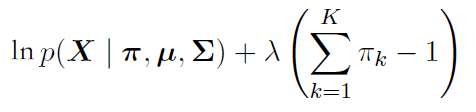 ln p(X | π, μ, Σ) + λ ( ∑_{k=1}^{K} π_k − 1 )